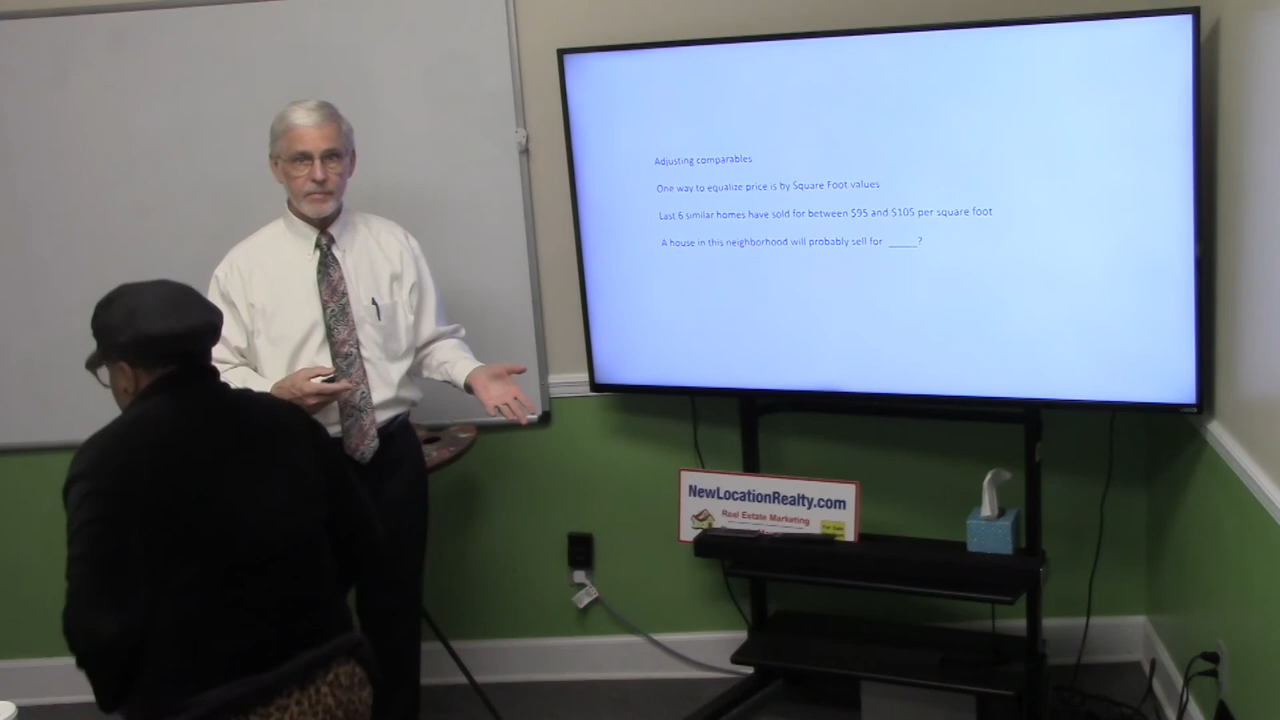 Adjusting comparables
One way to equalize price is by Square Foot values
Last 6 similar homes have sold for between $95 and $105 per square foot
A house in this neighborhood will probably sell for _____?
NewLocationRealty.com
Real Estate Marketing
For Sale